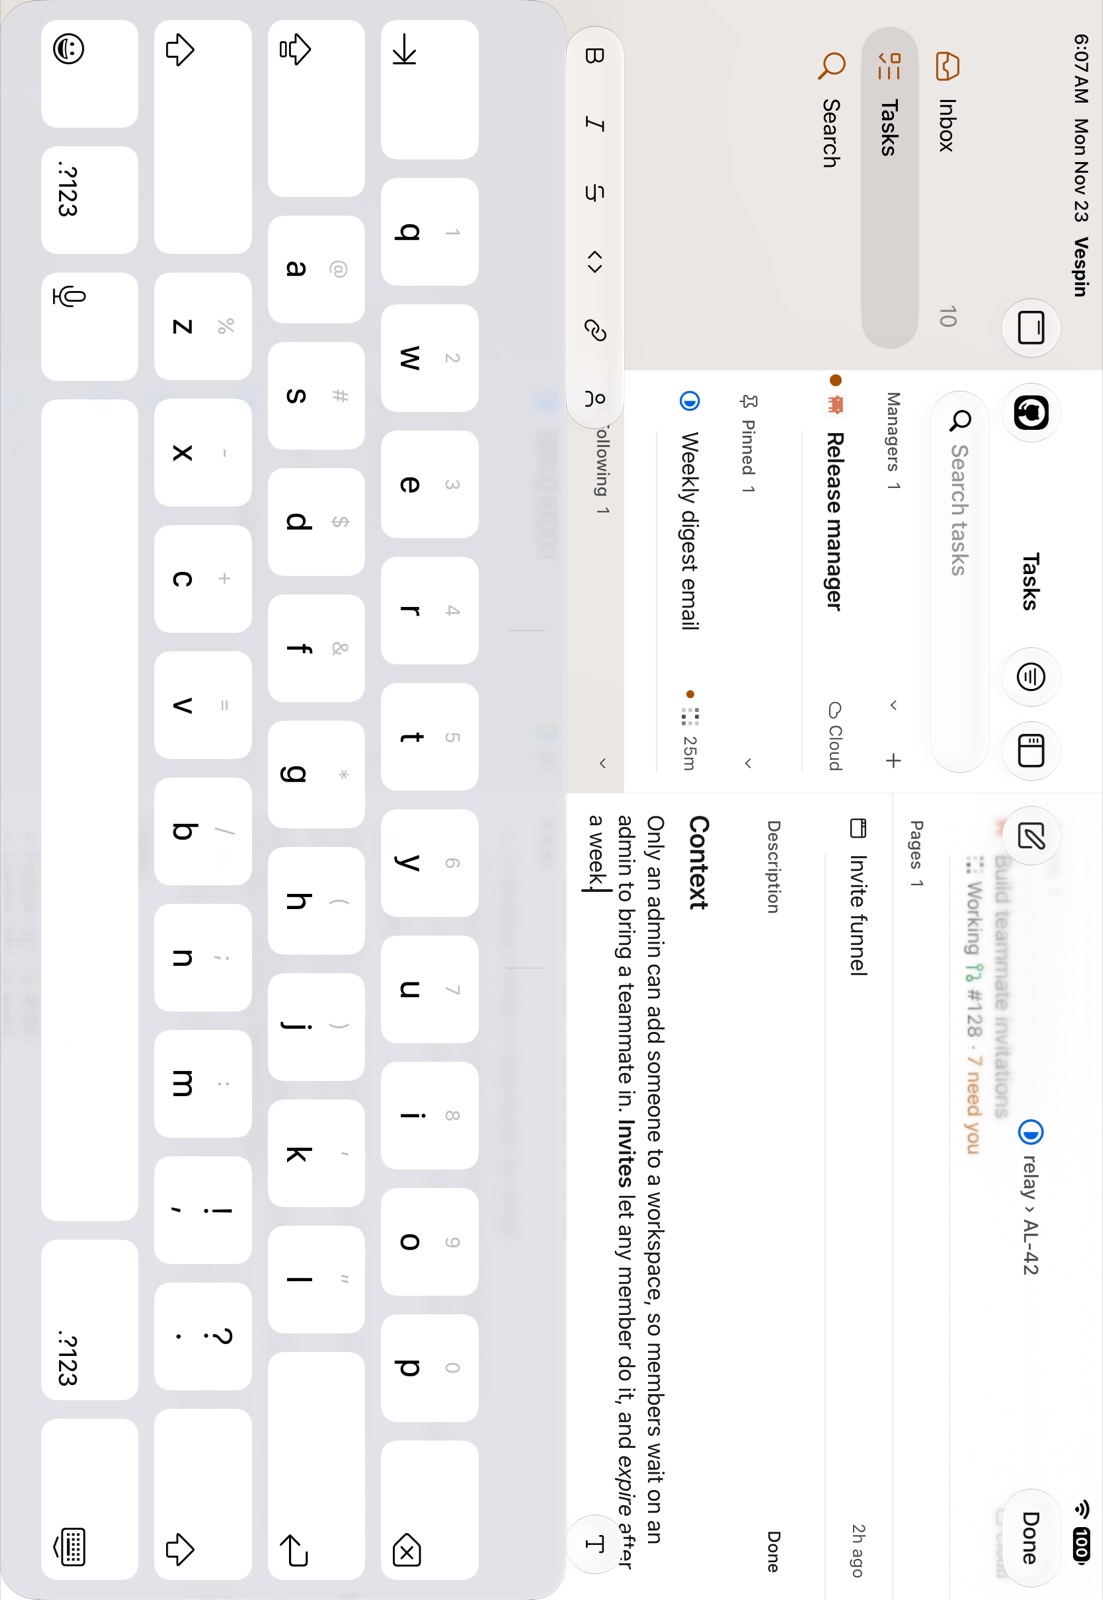 6:07 AM Mon Nov 23 Vespin
100
Inbox 10
Tasks
Search
Tasks
Search tasks
Managers 1
Release manager Cloud
Pinned 1
Weekly digest email 25m
Following 1
relay › AL-42
Done
Build teammate invitations Cloud
Working #128 · 7 need you
Pages 1
Invite funnel 2h ago
Description Done
Context
Only an admin can add someone to a workspace, so members wait on an
admin to bring a teammate in. Invites let any member do it, and expire after
a week.
B I S <> T
1 2 3 4 5 6 7 8 9 0
q w e r t y u i o p
@ # $ & * ( ) ' "
a s d f g h j k l
% - + = / ; : ! ?
z x c v b n m , .
.?123 .?123